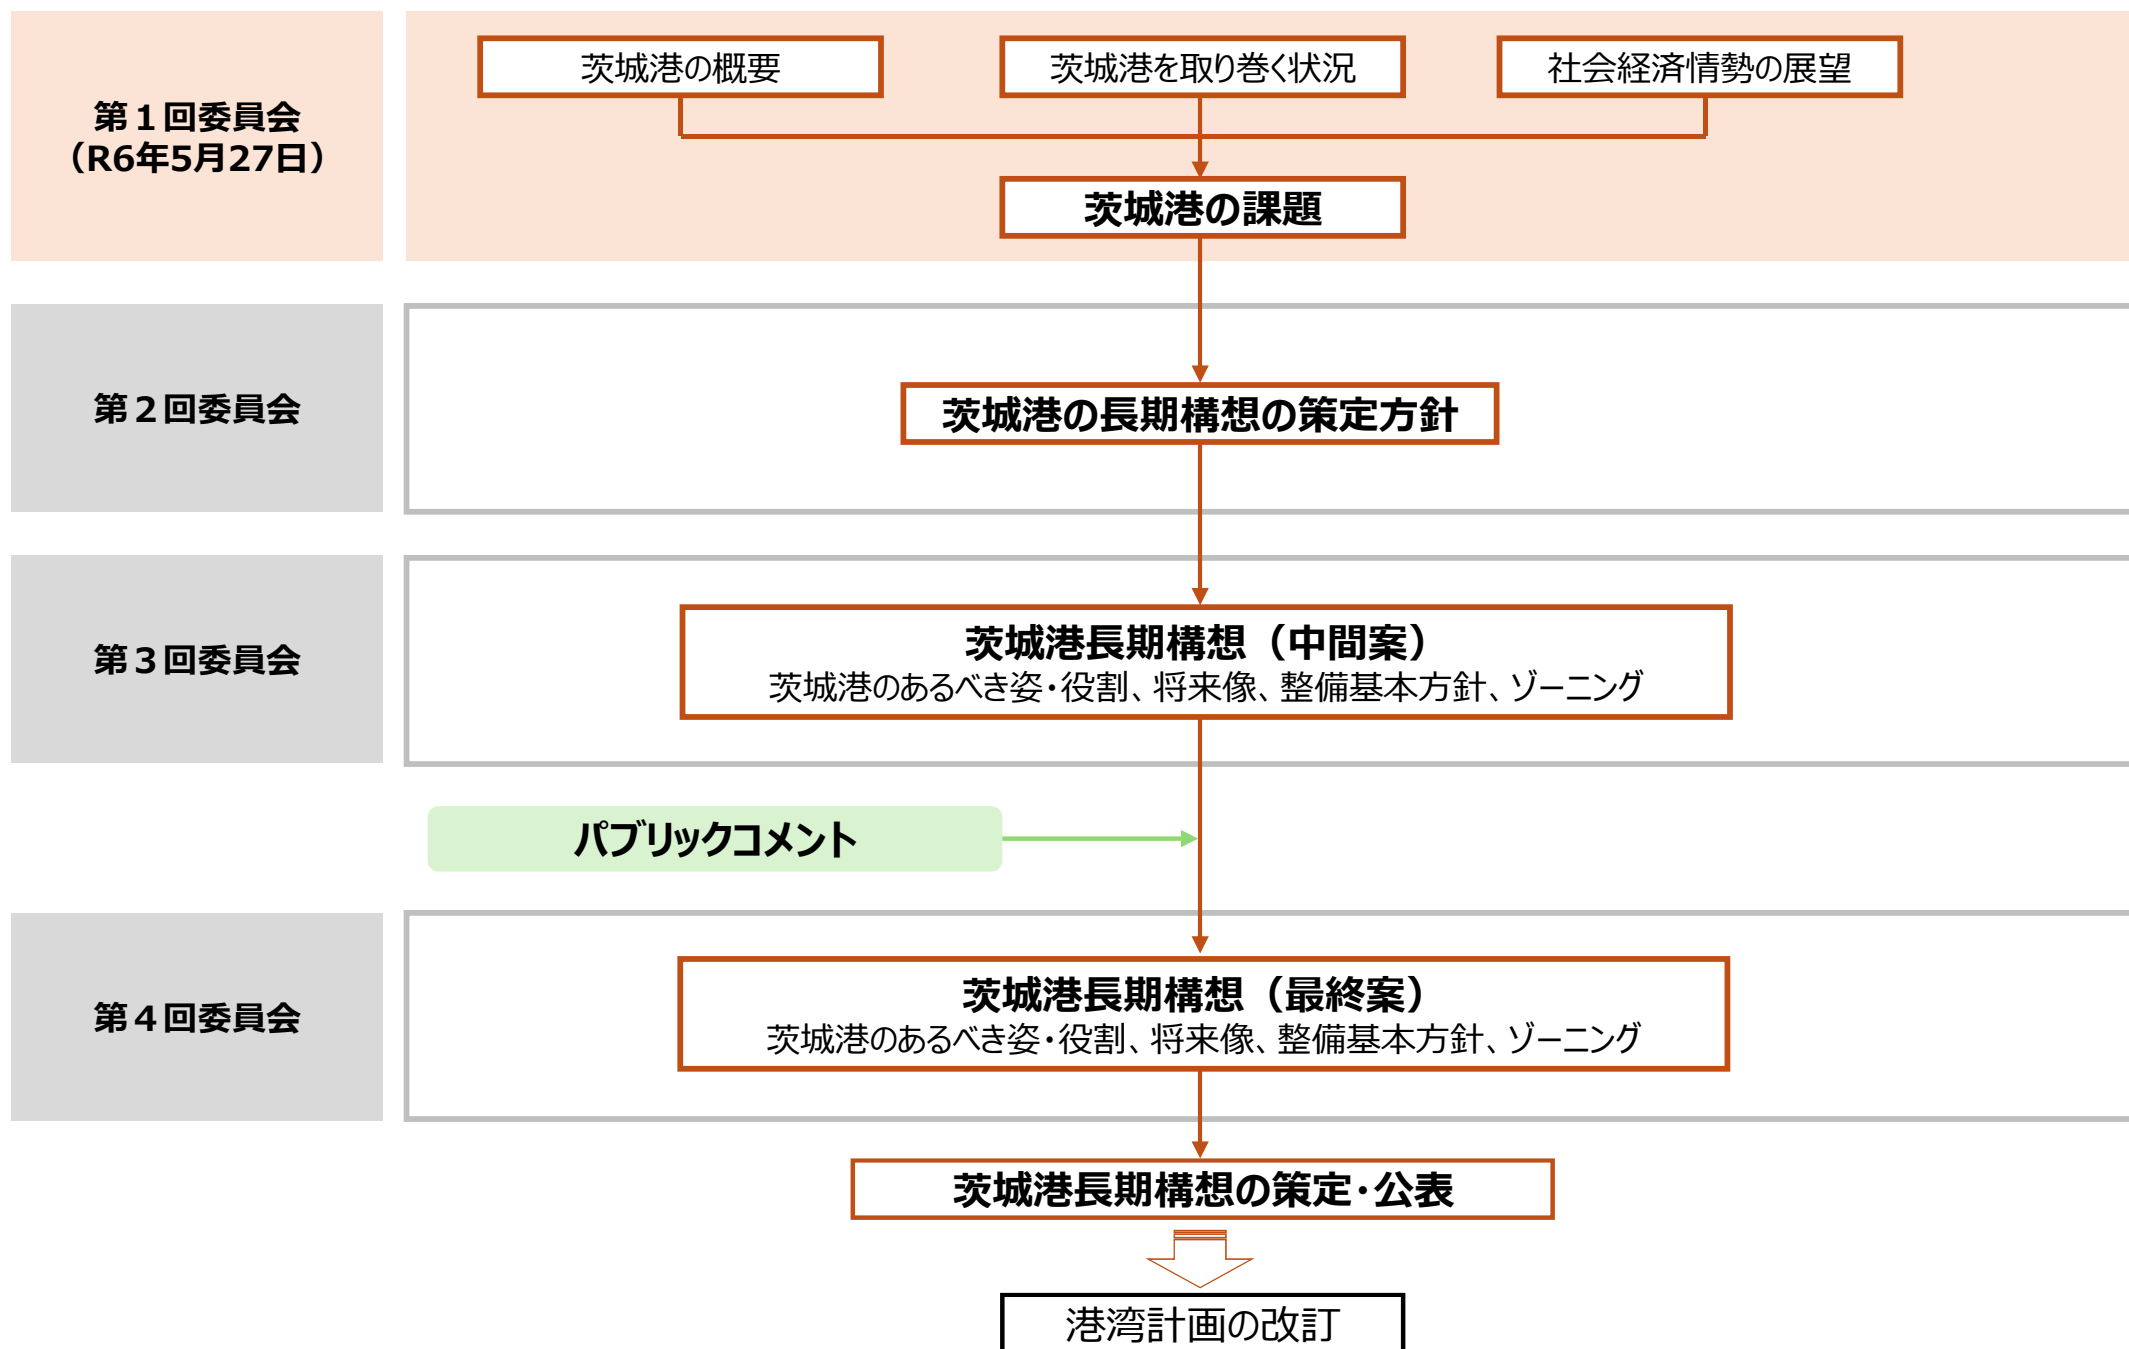 第１回委員会
（R6年5月27日）
茨城港の概要
茨城港を取り巻く状況
社会経済情勢の展望
茨城港の課題
第２回委員会
茨城港の長期構想の策定方針
第３回委員会
茨城港長期構想（中間案）
茨城港のあるべき姿・役割、将来像、整備基本方針、ゾーニング
パブリックコメント
第４回委員会
茨城港長期構想（最終案）
茨城港のあるべき姿・役割、将来像、整備基本方針、ゾーニング
茨城港長期構想の策定・公表
港湾計画の改訂